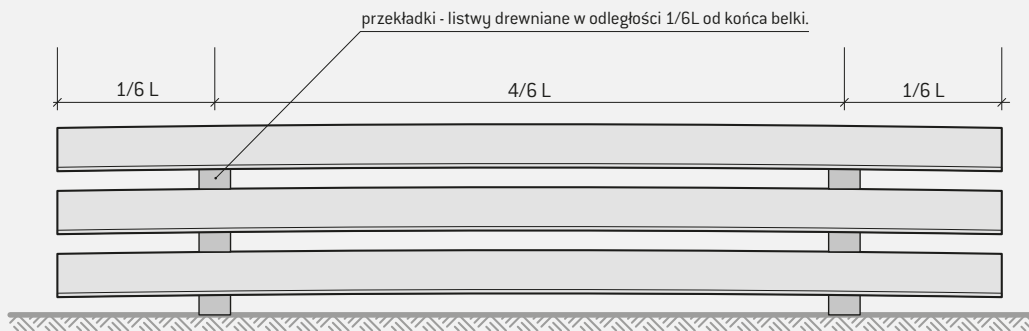 przekładki - listwy drewniane w odległości 1/6L od końca belki.
1/6 L
4/6 L
1/6 L